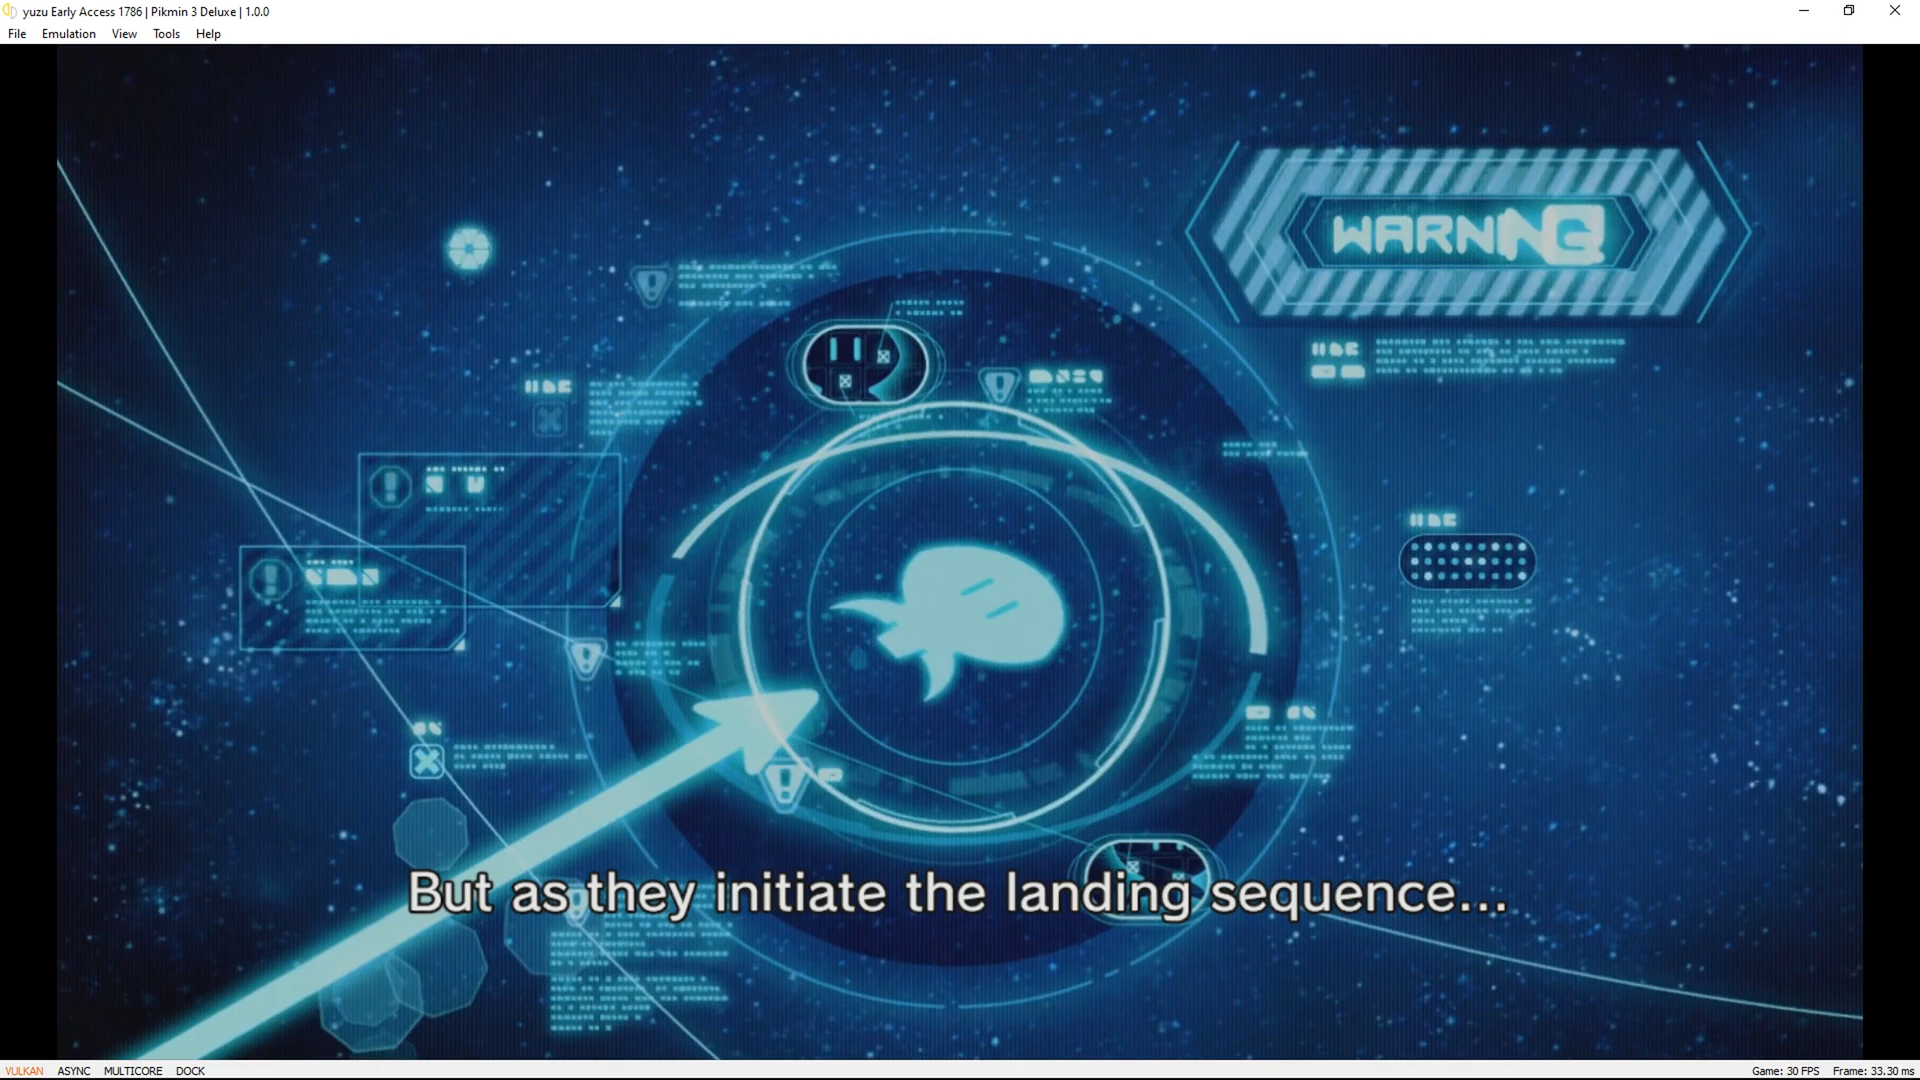 yuzu Early Access 1786 | Pikmin 3 Deluxe | 1.0.0
File Emulation View Tools Help
WARNING
But as they initiate the landing sequence...
VULKAN ASYNC MULTICORE DOCK Game: 30 FPS Frame: 33.30 ms